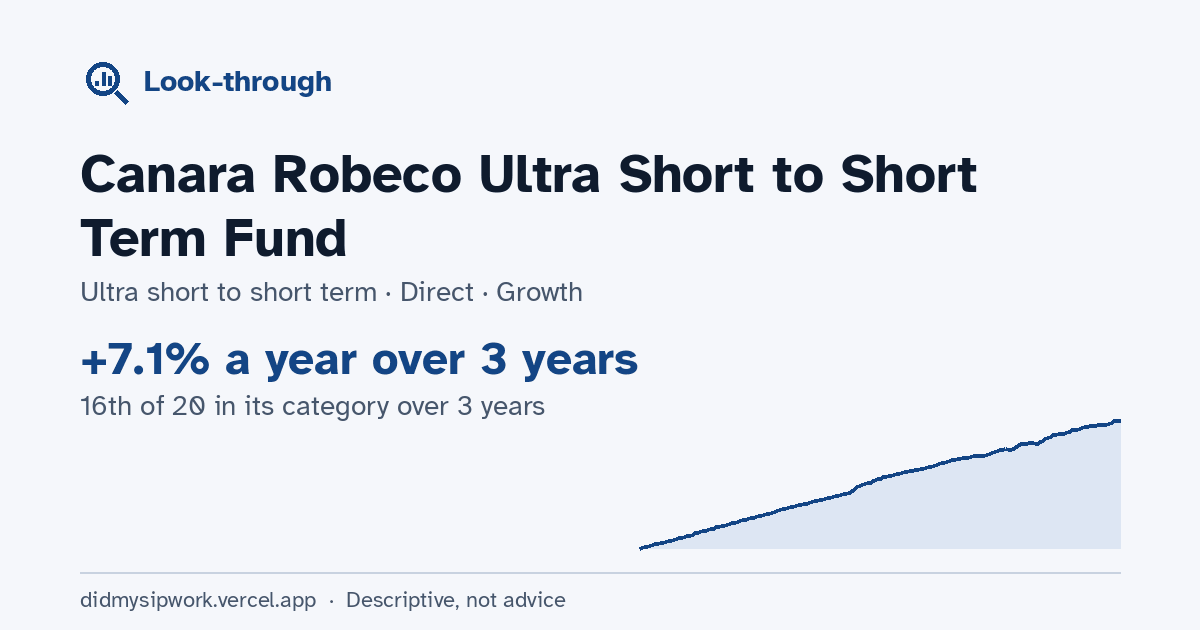 Look-through
Canara Robeco Ultra Short to Short
Term Fund
Ultra short to short term · Direct · Growth
+7.1% a year over 3 years
16th of 20 in its category over 3 years
didmysipwork.vercel.app · Descriptive, not advice